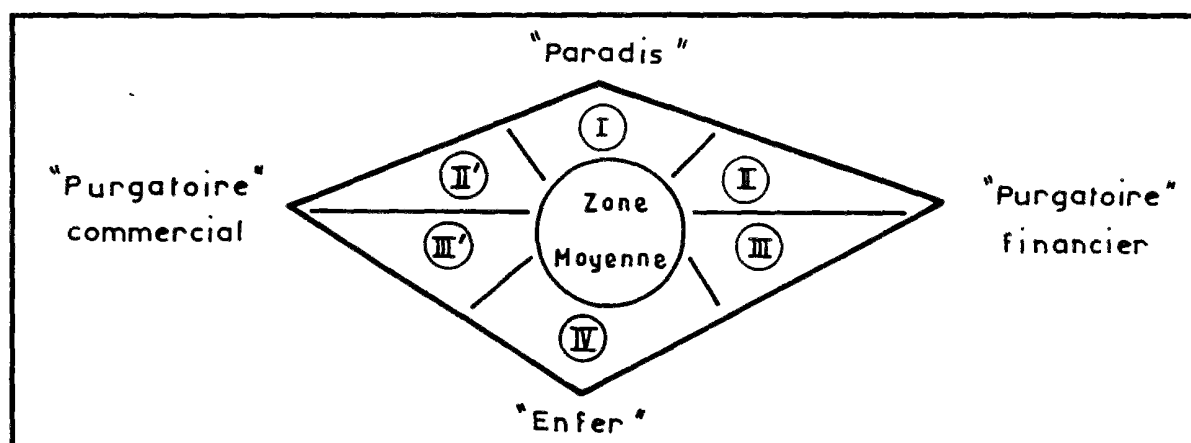 "Paradis"
I
II'
II
"Purgatoire"
commercial
Zone
Moyenne
"Purgatoire"
financier
III'
III
IV
"Enfer"